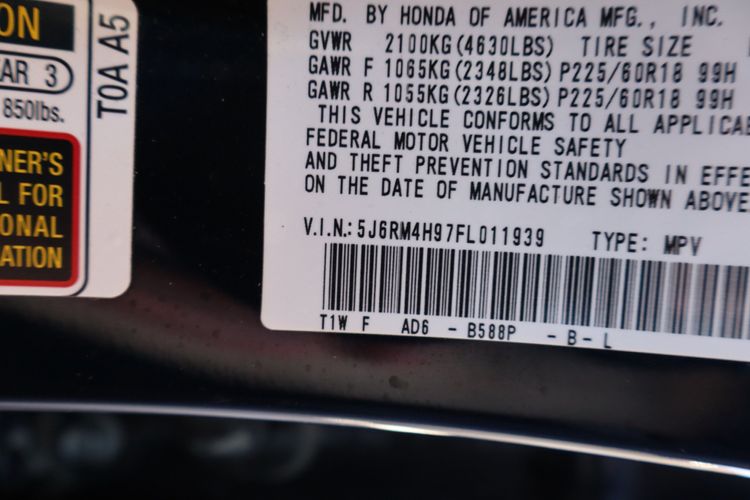 ON
AR 3
850lbs.
NER'S
L FOR
ONAL
ATION
T0A A5
MFD. BY HONDA OF AMERICA MFG., INC.
GVWR 2100KG(4630LBS) TIRE SIZE
GAWR F 1065KG(2348LBS) P225/60R18 99H
GAWR R 1055KG(2326LBS) P225/60R18 99H
THIS VEHICLE CONFORMS TO ALL APPLICAB
FEDERAL MOTOR VEHICLE SAFETY
AND THEFT PREVENTION STANDARDS IN EFFE
ON THE DATE OF MANUFACTURE SHOWN ABOVE
V.I.N.: 5J6RM4H97FL011939 TYPE: MPV
T1W F AD6 - B588P - B - L